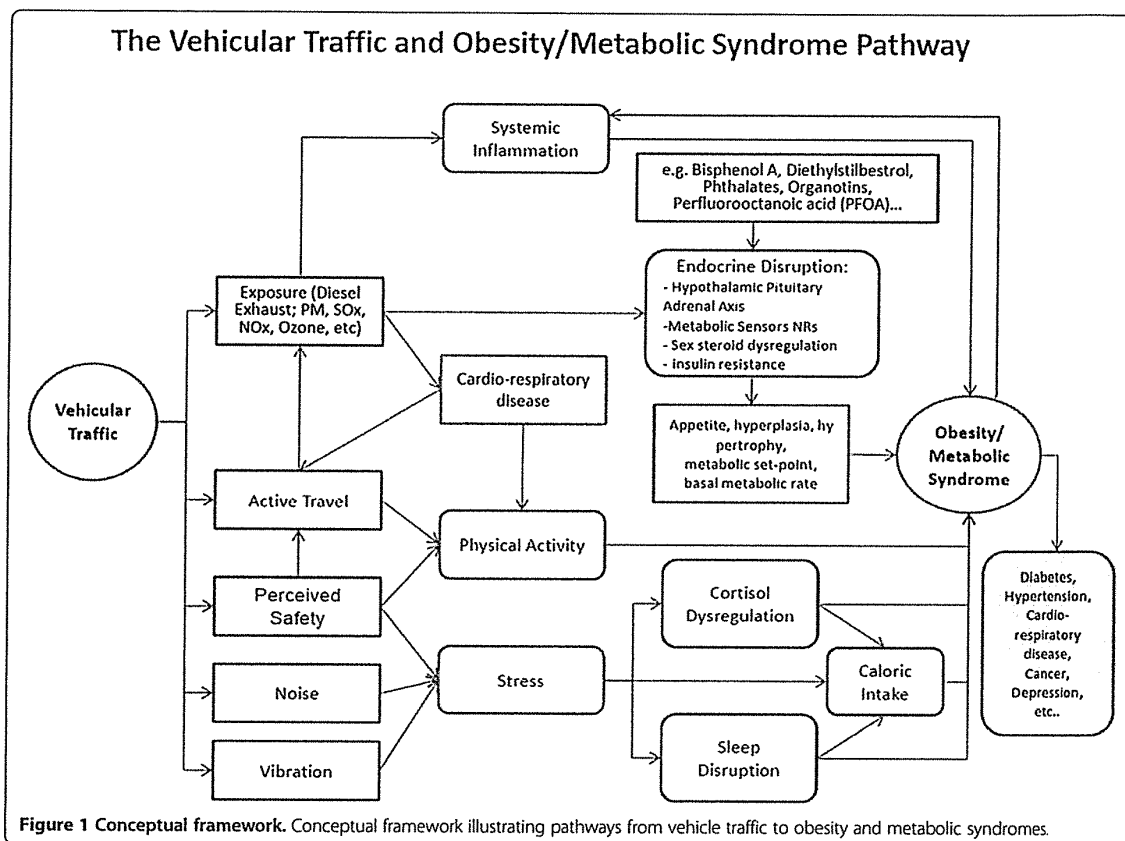 The Vehicular Traffic and Obesity/Metabolic Syndrome Pathway
Systemic
Inflammation
e.g. Bisphenol A, Diethylstilbestrol,
Phthalates, Organotins,
Perfluorooctanoic acid (PFOA)...
Exposure (Diesel
Exhaust; PM, SOx,
NOx, Ozone, etc)
Endocrine Disruption:
- Hypothalamic Pituitary
Adrenal Axis
-Metabolic Sensors NRs
- Sex steroid dysregulation
- insulin resistance
Cardio-respiratory
disease
Vehicular
Traffic
Appetite, hyperplasia, hy
pertrophy,
metabolic set-point,
basal metabolic rate
Obesity/
Metabolic
Syndrome
Active Travel
Physical Activity
Perceived
Safety
Cortisol
Dysregulation
Diabetes,
Hypertension,
Cardio-
respiratory
disease,
Cancer,
Depression,
etc..
Noise
Stress
Caloric
Intake
Vibration
Sleep
Disruption
Figure 1 Conceptual framework. Conceptual framework illustrating pathways from vehicle traffic to obesity and metabolic syndromes.